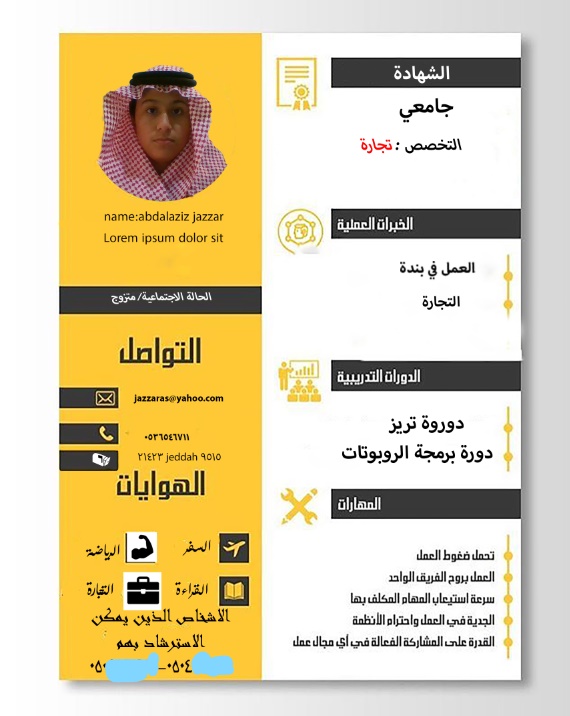 الشهادة
جامعي
التخصص : تجارة
الخبرات العملية
العمل في بندة
التجارة
الدورات التدريبية
دوروة تريز
دورة برمجة الروبوتات
المهارات
تحمل ضغوط العمل
العمل بروح الفريق الواحد
سرعة استيعاب المهام المكلف بها
الجدية في العمل واحترام الأنظمة
القدرة على المشاركة الفعالة في أي مجال عمل
name:abdalaziz jazzar
Lorem ipsum dolor sit
الحالة الاجتماعية/ متزوج
التواصل
jazzaras@yahoo.com
٠٥٣٦٥٤٦٧١١
٢١٤٢٣ jeddah ٩٥١٥
الهوايات
السفر الرياضة
القراءة التجارة
الاشخاص الذين يمكن
الاسترشاد بهم
٠٥٠٤ - ٠٥٠